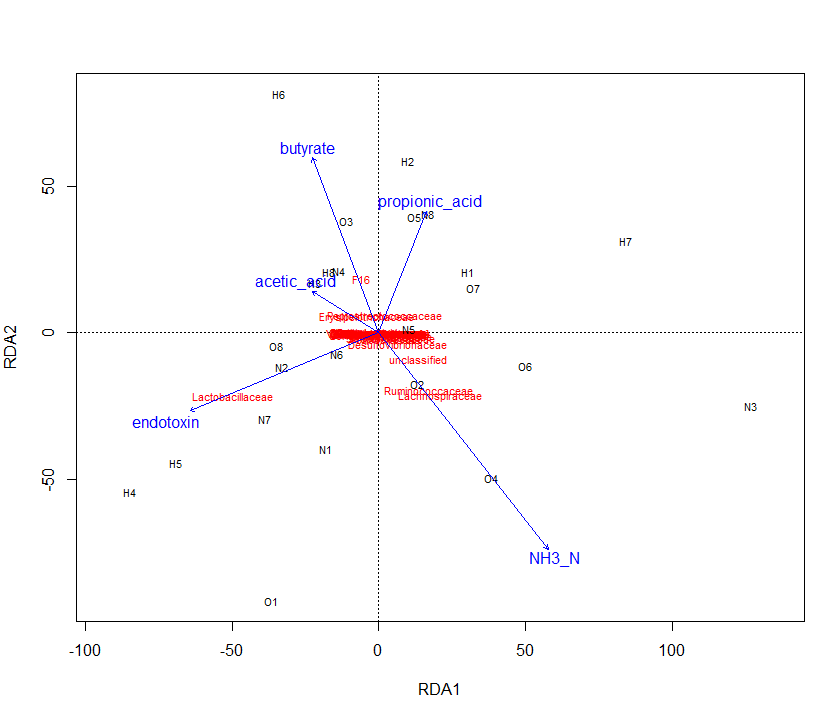 H6
butyrate
H2
50
propionic_acid
O3
O5
N8
H7
H8
N4
H1
acetic_acid
F16
O7
Erysipelotrichaceae
Peptostreptococcaceae
0
N5
Desulfovibrionaceae
O8
N6
unclassified
RDA2
N2
O6
O2
Ruminococcaceae
Lactobacillaceae
Lachnospiraceae
N3
endotoxin
N7
N1
H5
-50
O4
H4
NH3_N
O1
-100
-50
0
50
100
RDA1